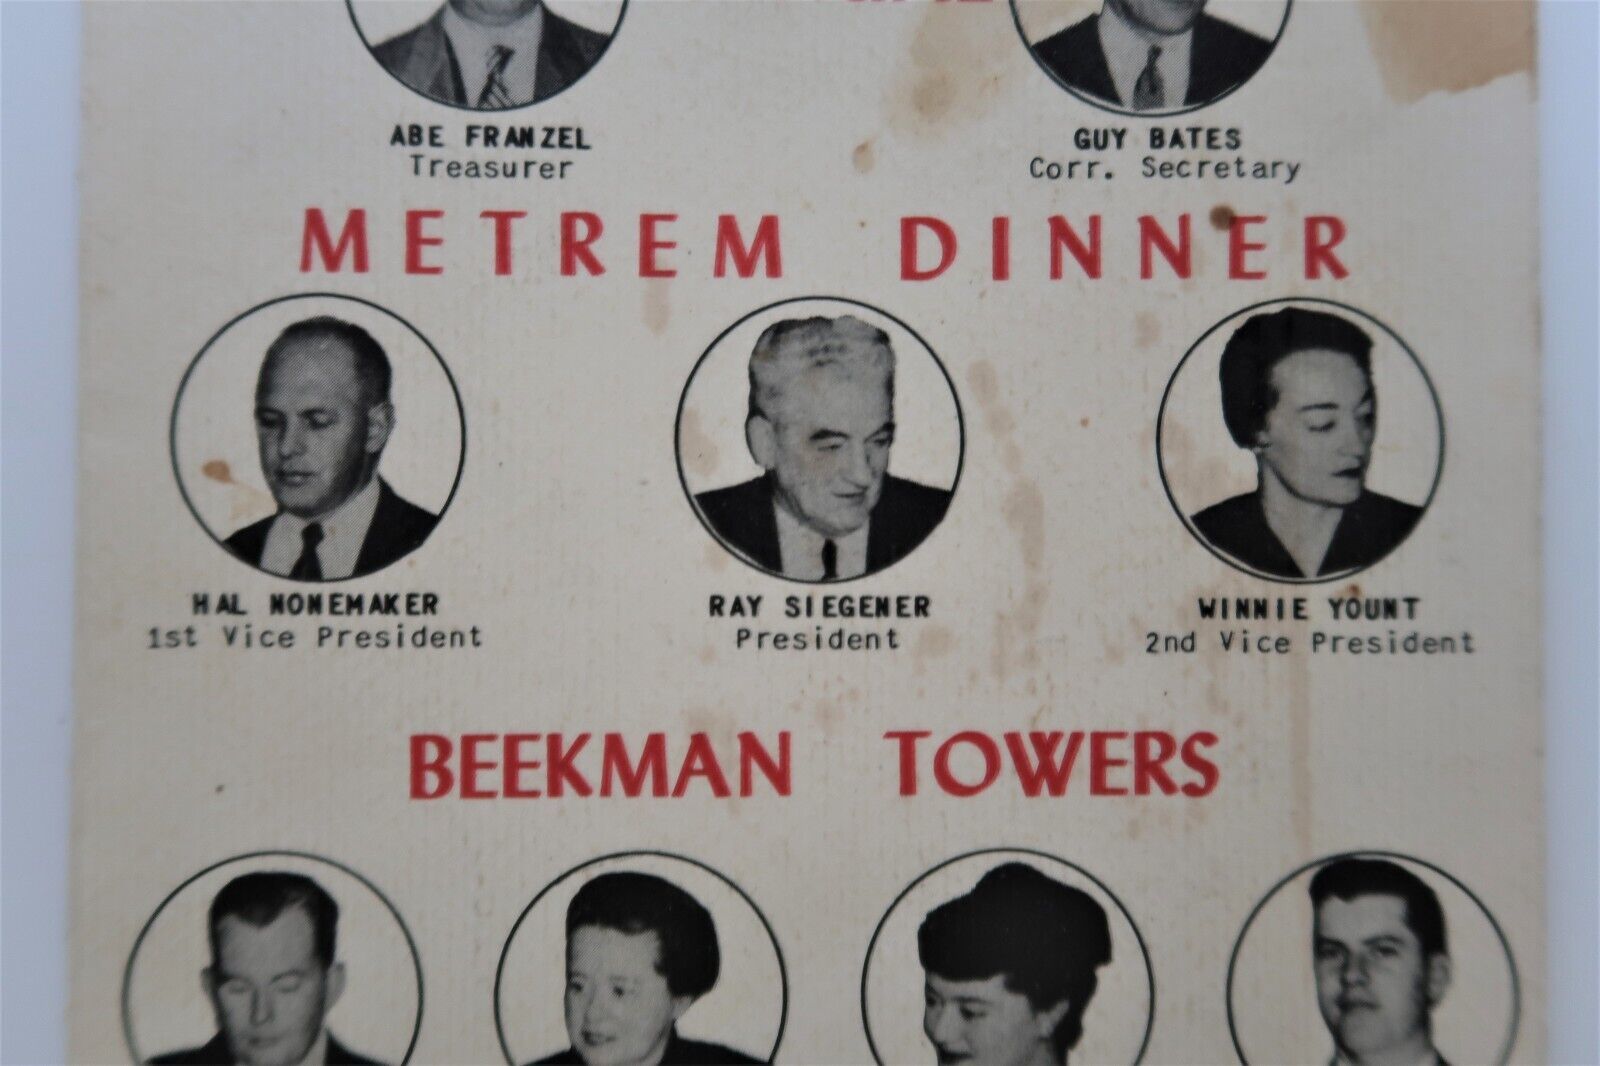 ABE FRANZEL
Treasurer
GUY BATES
Corr. Secretary
METREM DINNER
HAL NONEMAKER
1st Vice President
RAY SIEGENER
President
WINNIE YOUNT
2nd Vice President
BEEKMAN TOWERS